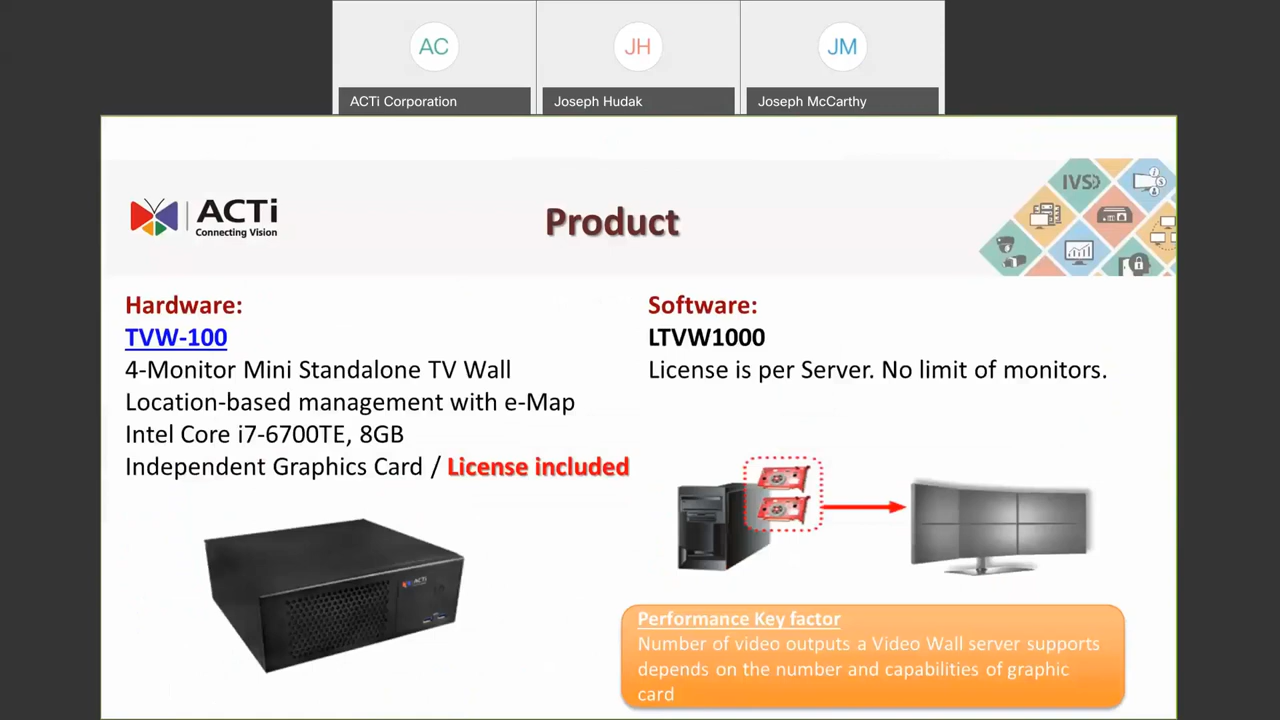 AC
JH
JM
ACTi Corporation
Joseph Hudak
Joseph McCarthy
ACTi
Connecting Vision
Product
IVS
Hardware:
TVW-100
4-Monitor Mini Standalone TV Wall
Location-based management with e-Map
Intel Core i7-6700TE, 8GB
Independent Graphics Card / License included
Software:
LTVW1000
License is per Server. No limit of monitors.
ACTi
Performance Key factor
Number of video outputs a Video Wall server supports
depends on the number and capabilities of graphic
card